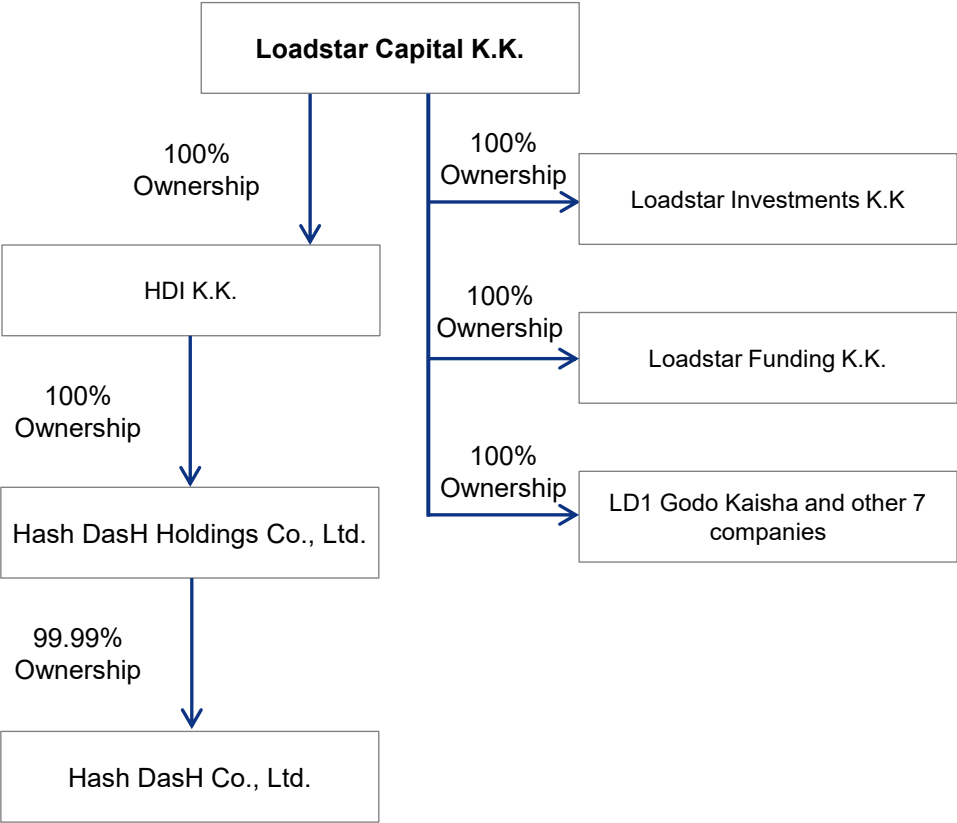 Loadstar Capital K.K.
100%
Ownership
100%
Ownership
Loadstar Investments K.K
HDI K.K.
100%
Ownership
Loadstar Funding K.K.
100%
Ownership
100%
Ownership
LD1 Godo Kaisha and other 7
companies
Hash DasH Holdings Co., Ltd.
99.99%
Ownership
Hash DasH Co., Ltd.